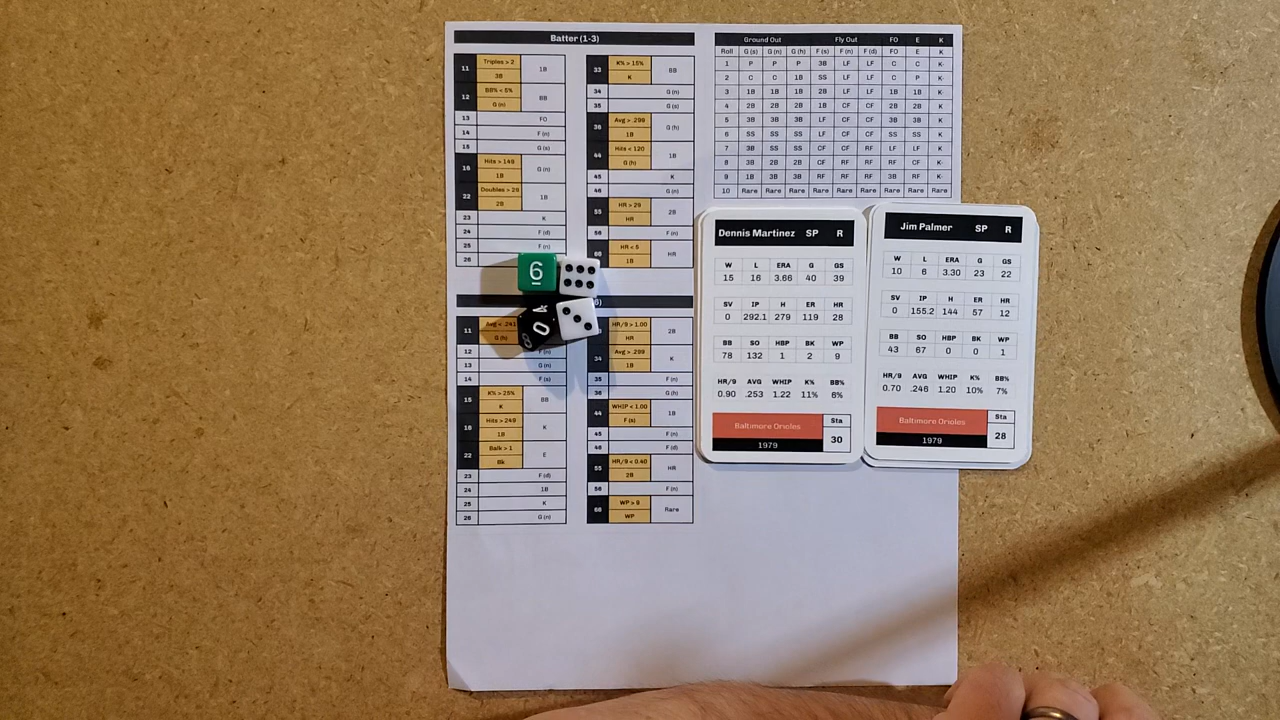 Batter (1-3)
11 Triples > 2 3B 1B
12 BB% < 5% G (n) BB
13 FO
14 F (n)
15 G (s)
16 Hits > 149 1B G (n)
22 Doubles > 29 2B 1B
23 K
24 F (d)
25 F (n)
26
33 K% > 15% K BB
34 G (n)
35 G (s)
36 Avg > .299 1B G (h)
44 Hits < 120 G (h) 1B
45 K
46 G (n)
55 HR > 29 HR 2B
56 F (n)
66 HR < 5 1B HR
11 Avg < .241 G (h)
12 F (n)
13 G (n)
14 F (s)
15 K% > 25% K BB
16 Hits > 249 1B K
22 Balk > 1 Bk E
23 F (d)
24 1B
25 K
26 G (n)
HR/9 > 1.00 HR 2B
34 Avg > .299 1B K
35 F (n)
36 G (h)
44 WHIP < 1.00 F (s) 1B
45 F (n)
46 F (d)
55 HR/9 < 0.40 2B HR
56 F (n)
66 WP > 9 WP Rare
Ground Out Fly Out FO E K
Roll G (s) G (n) G (h) F (s) F (n) F (d) FO E K
1 P P P 3B LF LF C C K-
2 C C 1B SS LF LF C P K-
3 1B 1B 1B 2B LF LF 1B 1B K-
4 2B 2B 2B 1B CF CF 2B 2B K
5 3B 3B 3B LF CF CF 3B 3B K
6 SS SS SS LF CF CF SS SS K
7 3B SS SS CF RF RF LF LF K
8 3B 2B 2B CF RF RF CF CF K-
9 1B 3B 3B RF RF RF 3B RF K-
10 Rare Rare Rare Rare Rare Rare Rare Rare Rare
6
4
0
8
Dennis Martinez SP R
W L ERA G GS
15 16 3.66 40 39
SV IP H ER HR
0 292.1 279 119 28
BB SO HBP BK WP
78 132 1 2 9
HR/9 AVG WHIP K% BB%
0.90 .253 1.22 11% 6%
Baltimore Orioles Sta
1979 30
Jim Palmer SP R
W L ERA G GS
10 6 3.30 23 22
SV IP H ER HR
0 155.2 144 57 12
BB SO HBP BK WP
43 67 0 0 1
HR/9 AVG WHIP K% BB%
0.70 .246 1.20 10% 7%
Baltimore Orioles Sta
1979 28